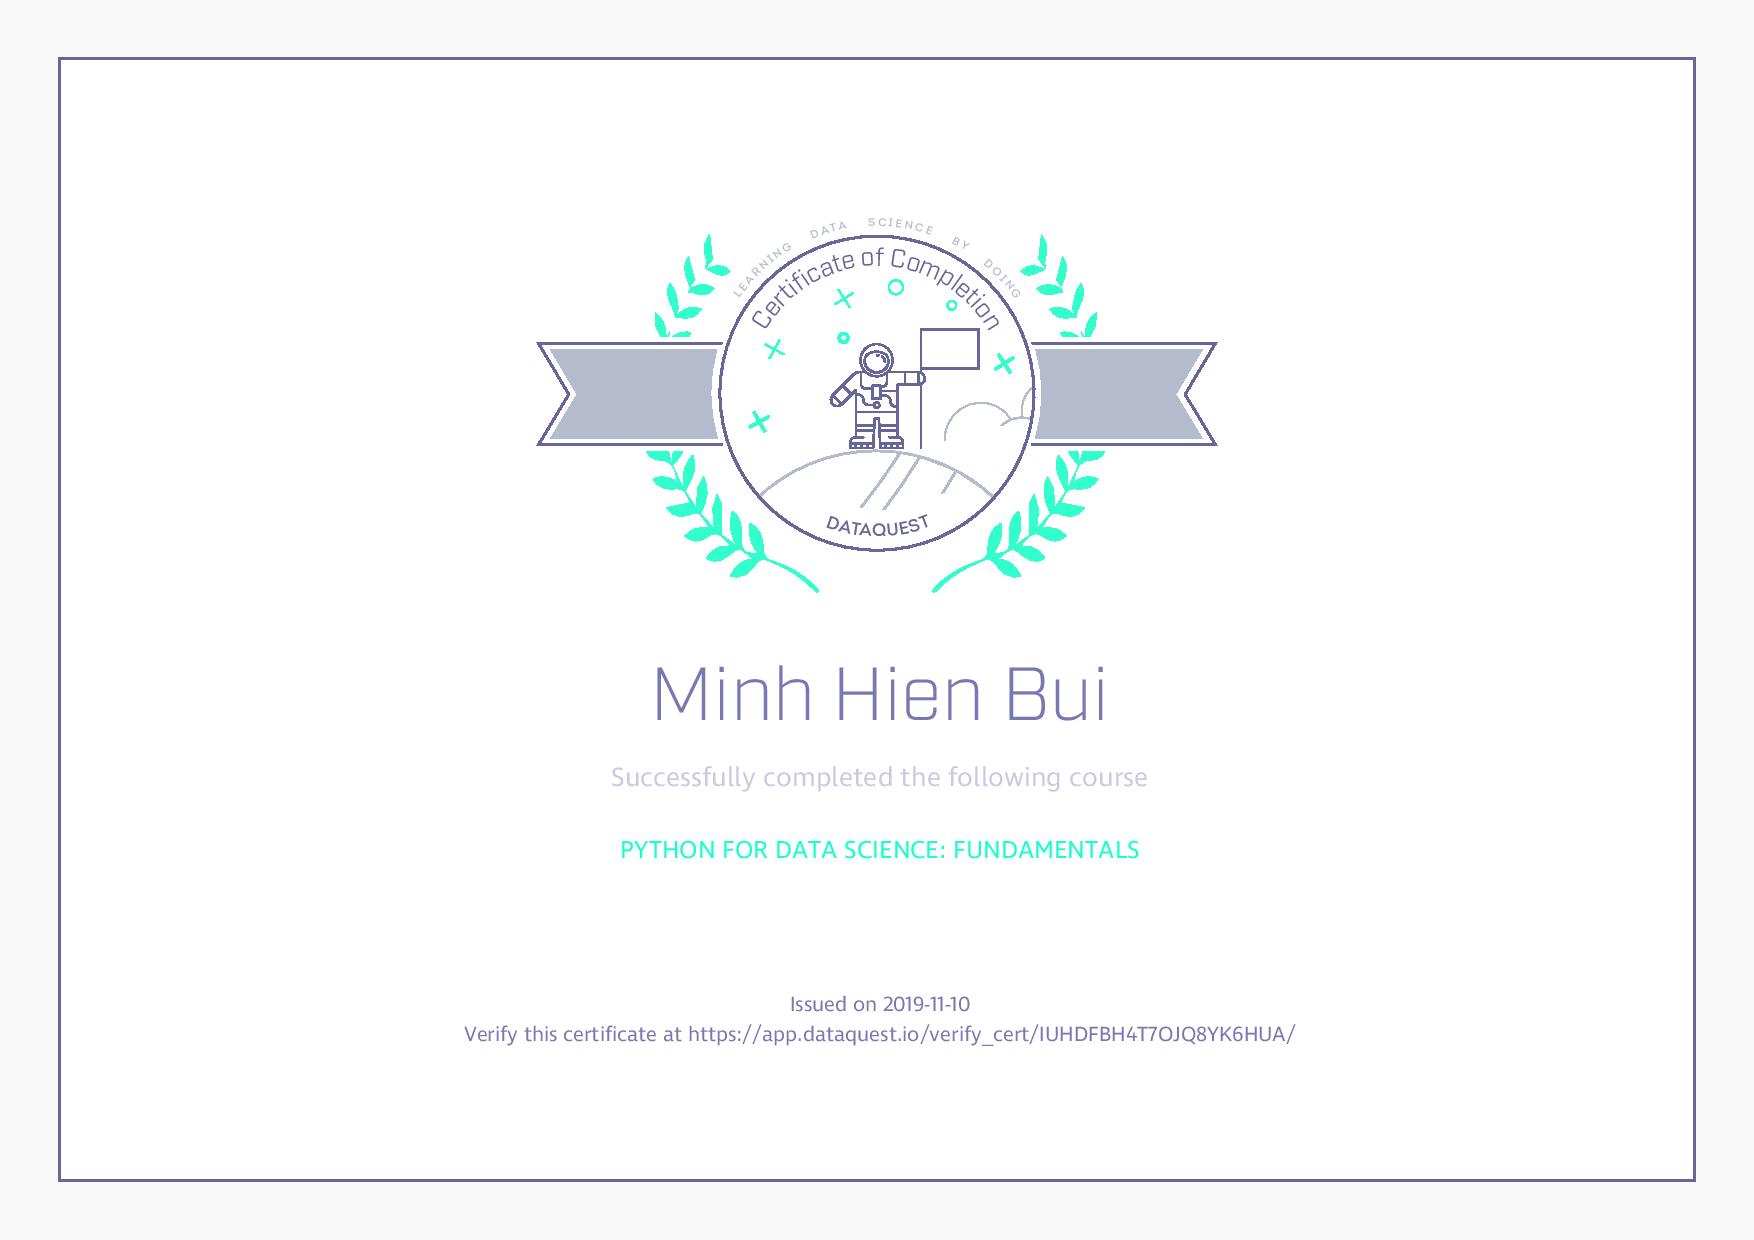 LEARNING DATA SCIENCE BY DOING
Certificate of Completion
DATAQUEST
Minh Hien Bui
Successfully completed the following course
PYTHON FOR DATA SCIENCE: FUNDAMENTALS
Issued on 2019-11-10
Verify this certificate at https://app.dataquest.io/verify_cert/IUHDFBH4T7OJQ8YK6HUA/